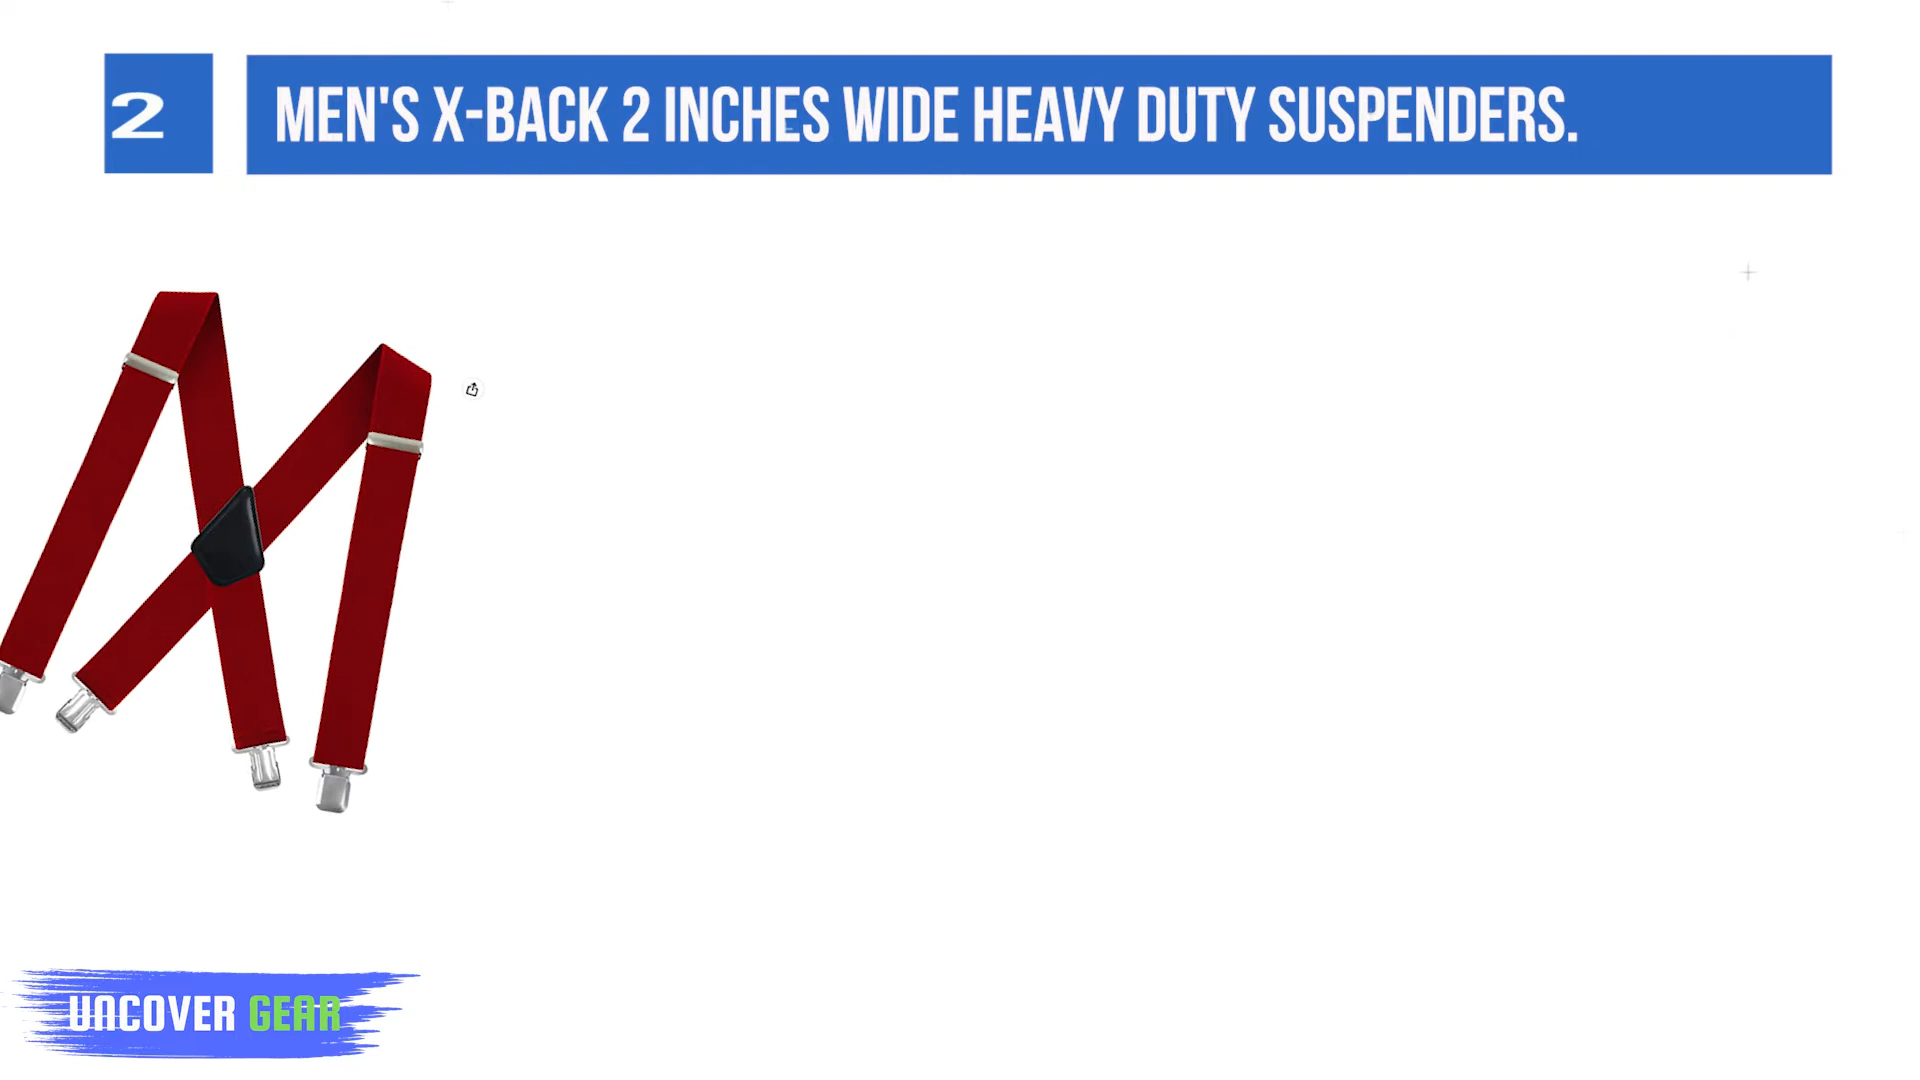 2
MEN'S X-BACK 2 INCHES WIDE HEAVY DUTY SUSPENDERS.
UNCOVER GEAR